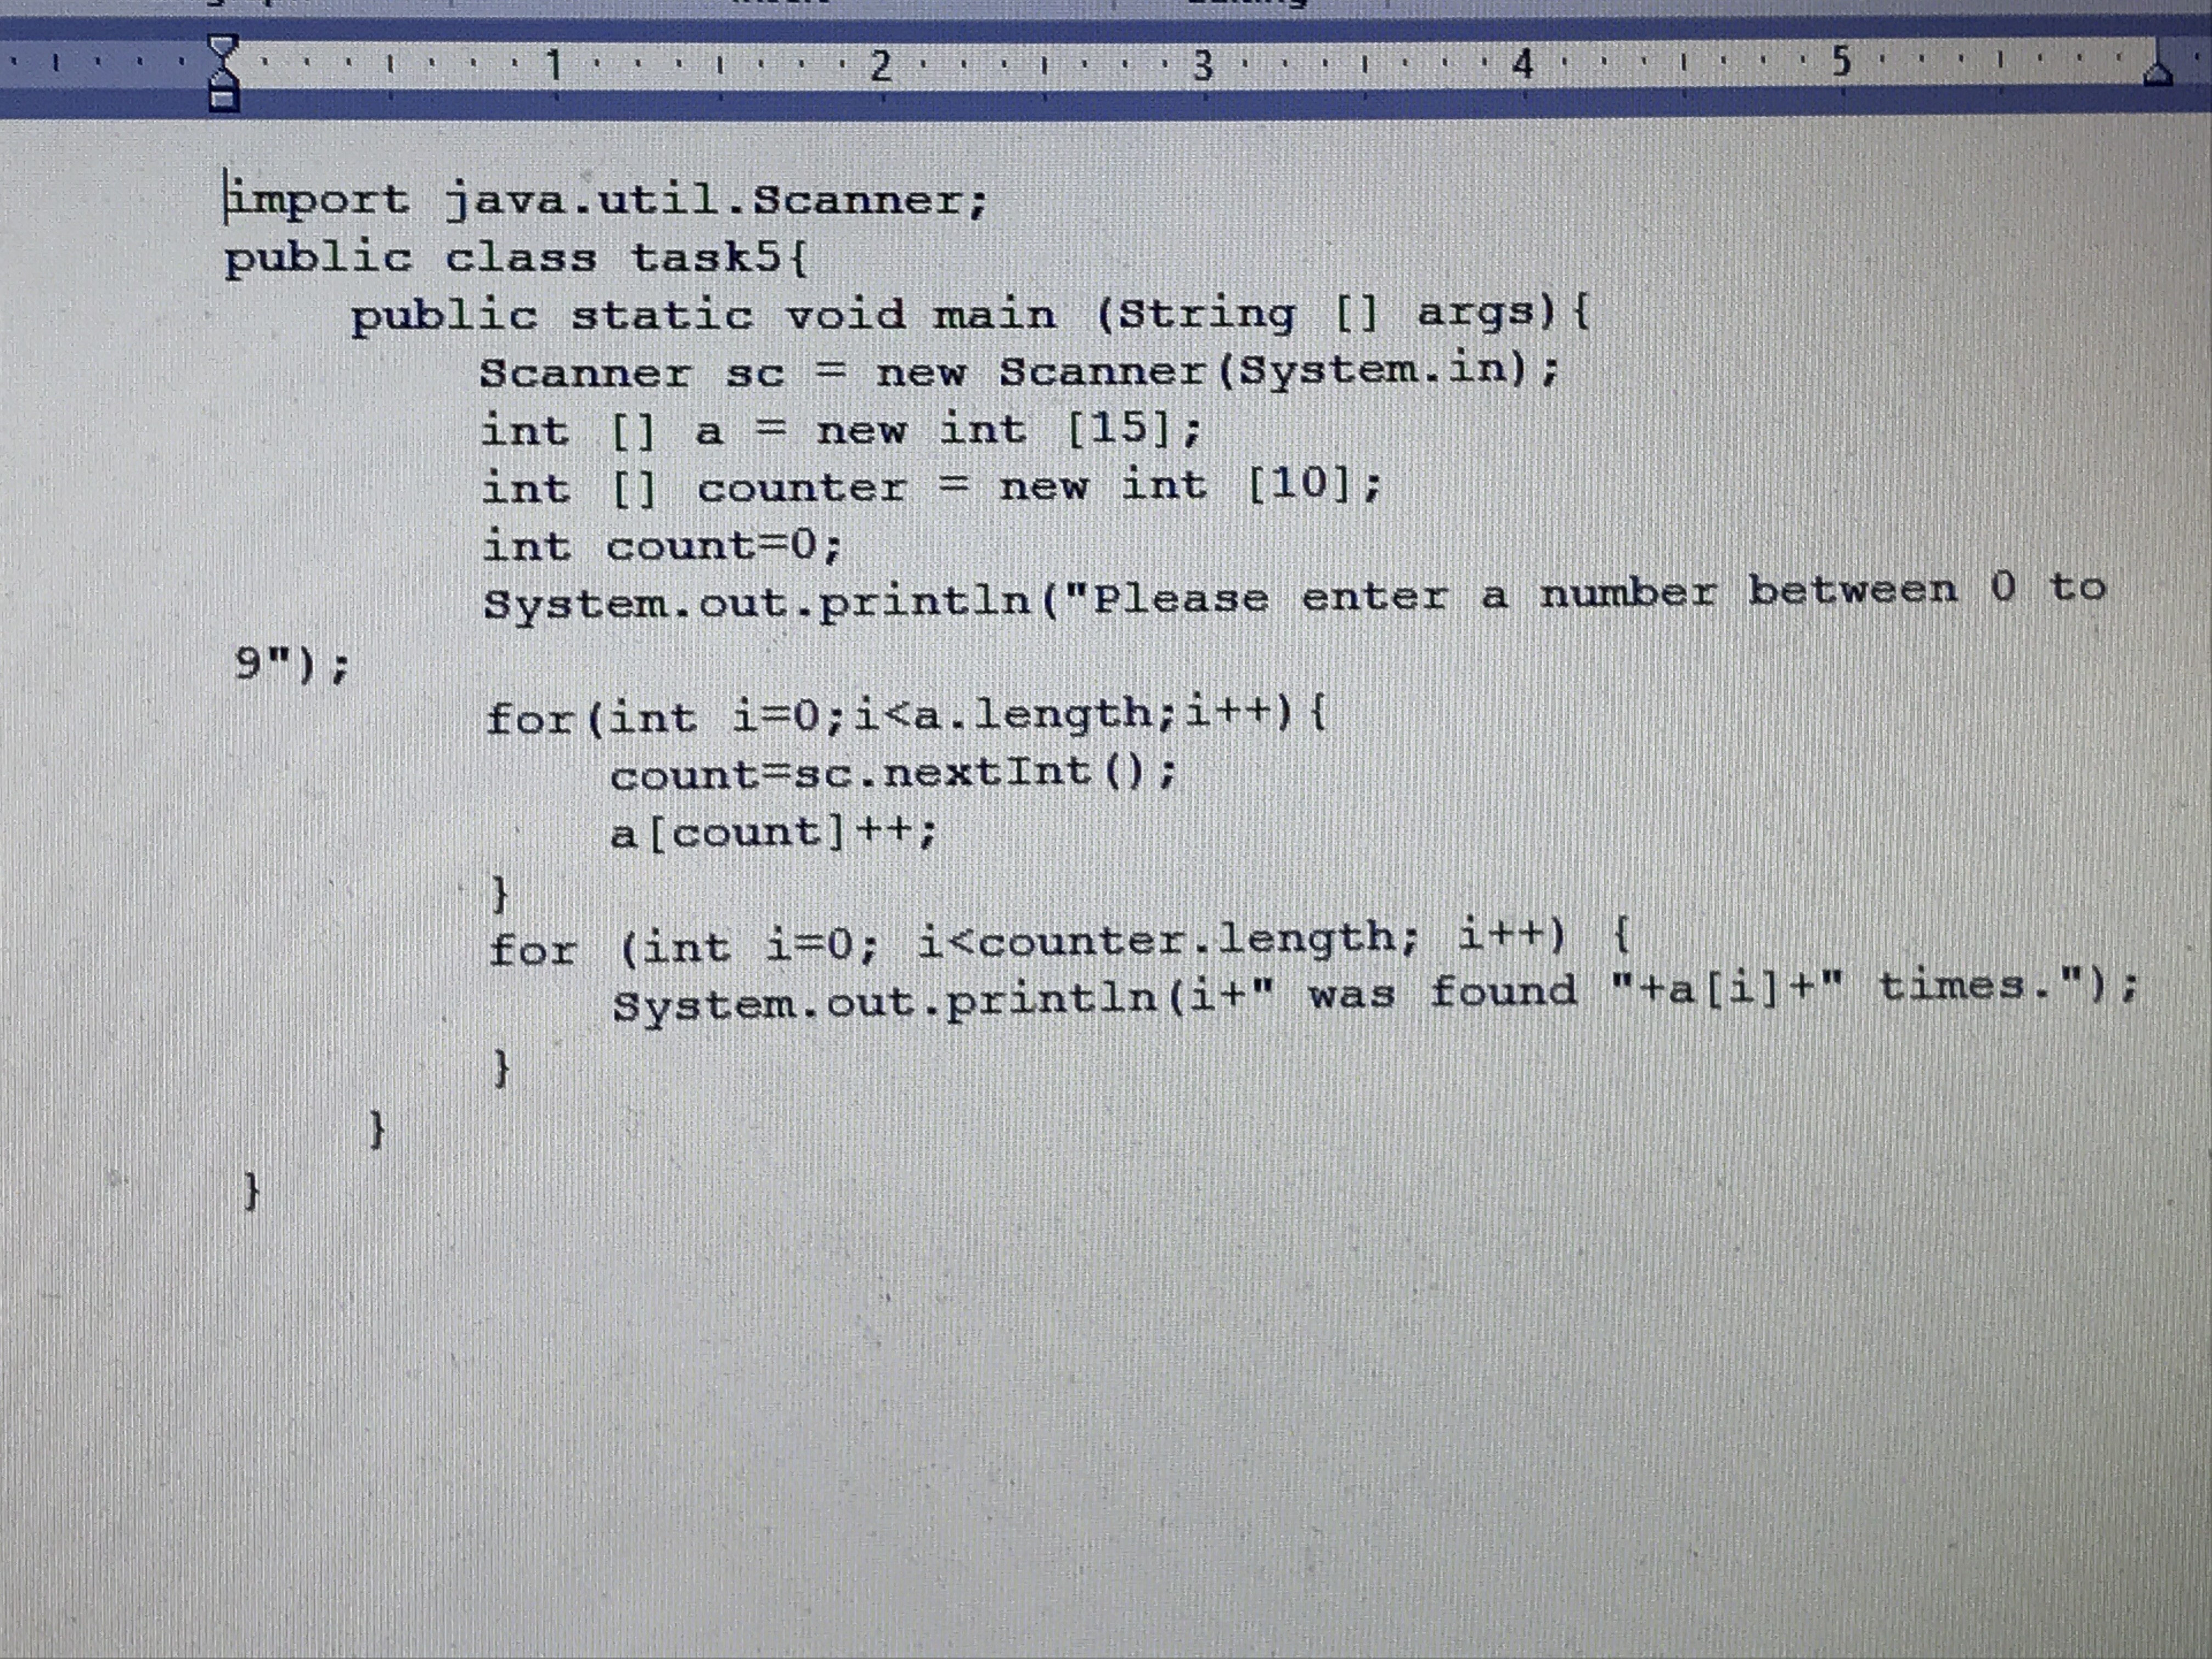 1 2 3 4 5
import java.util.Scanner;
public class task5{
public static void main (String [] args){
Scanner sc = new Scanner(System.in);
int [] a = new int [15];
int [] counter = new int [10];
int count=0;
System.out.println("Please enter a number between 0 to
9");
for(int i=0;i<a.length;i++){
count=sc.nextInt();
a[count]++;
}
for (int i=0; i<counter.length; i++) {
System.out.println(i+" was found "+a[i]+" times.");
}
}
}